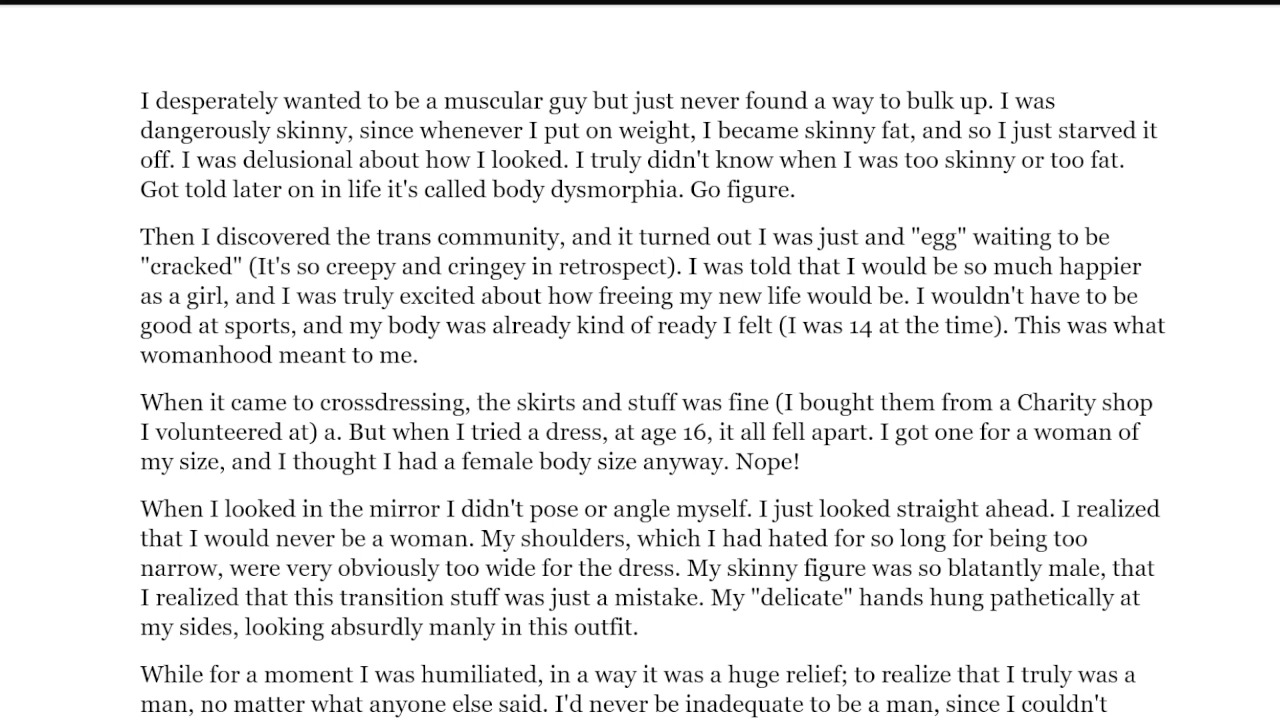 I desperately wanted to be a muscular guy but just never found a way to bulk up. I was
dangerously skinny, since whenever I put on weight, I became skinny fat, and so I just starved it
off. I was delusional about how I looked. I truly didn't know when I was too skinny or too fat.
Got told later on in life it's called body dysmorphia. Go figure.
Then I discovered the trans community, and it turned out I was just and "egg" waiting to be
"cracked" (It's so creepy and cringey in retrospect). I was told that I would be so much happier
as a girl, and I was truly excited about how freeing my new life would be. I wouldn't have to be
good at sports, and my body was already kind of ready I felt (I was 14 at the time). This was what
womanhood meant to me.
When it came to crossdressing, the skirts and stuff was fine (I bought them from a Charity shop
I volunteered at) a. But when I tried a dress, at age 16, it all fell apart. I got one for a woman of
my size, and I thought I had a female body size anyway. Nope!
When I looked in the mirror I didn't pose or angle myself. I just looked straight ahead. I realized
that I would never be a woman. My shoulders, which I had hated for so long for being too
narrow, were very obviously too wide for the dress. My skinny figure was so blatantly male, that
I realized that this transition stuff was just a mistake. My "delicate" hands hung pathetically at
my sides, looking absurdly manly in this outfit.
While for a moment I was humiliated, in a way it was a huge relief; to realize that I truly was a
man, no matter what anyone else said. I'd never be inadequate to be a man, since I couldn't